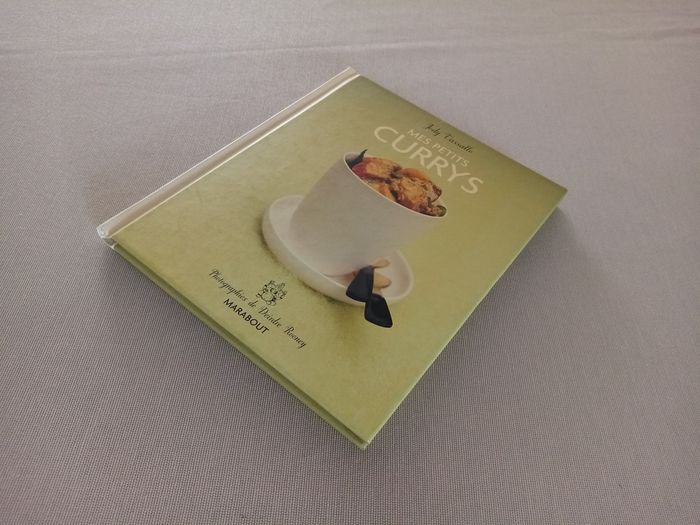 Jody Vassallo
MES PETITS
CURRYS
Photographies de Deirdre Rooney
MARABOUT